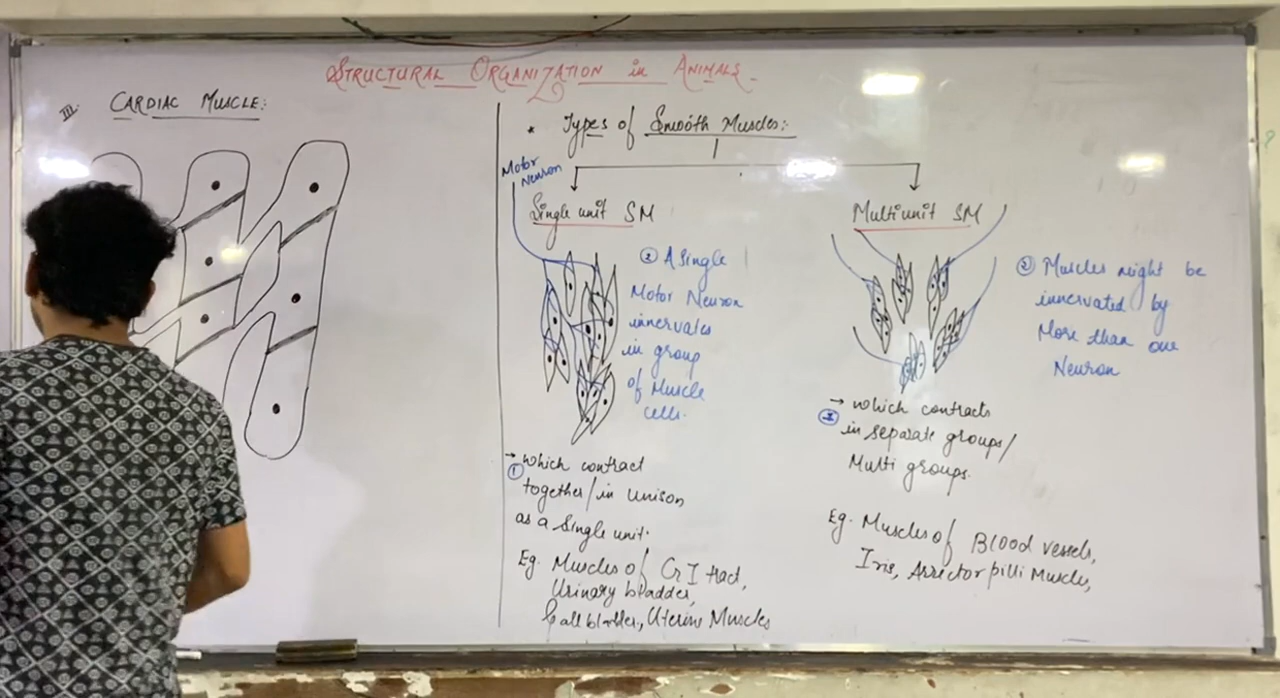 STRUCTURAL ORGANIZATION in ANIMALS.
III. CARDIAC MUSCLE:
* Types of Smooth Muscles:
Motor
Neuron
Single unit SM
② A Single
Motor Neuron
innervates
in group
of Muscle
cells.
→ which contract
① together/in unison
as a Single unit.
Eg. Muscles of GI tract,
Urinary bladder,
Gallbladder, Uterine Muscles
Multiunit SM
② Muscles might be
innervated by
More than one
Neuron
→ which contracts
① in separate groups/
Multi groups.
Eg. Muscles of Blood vessels,
Iris, Arrector pilli Muscles,